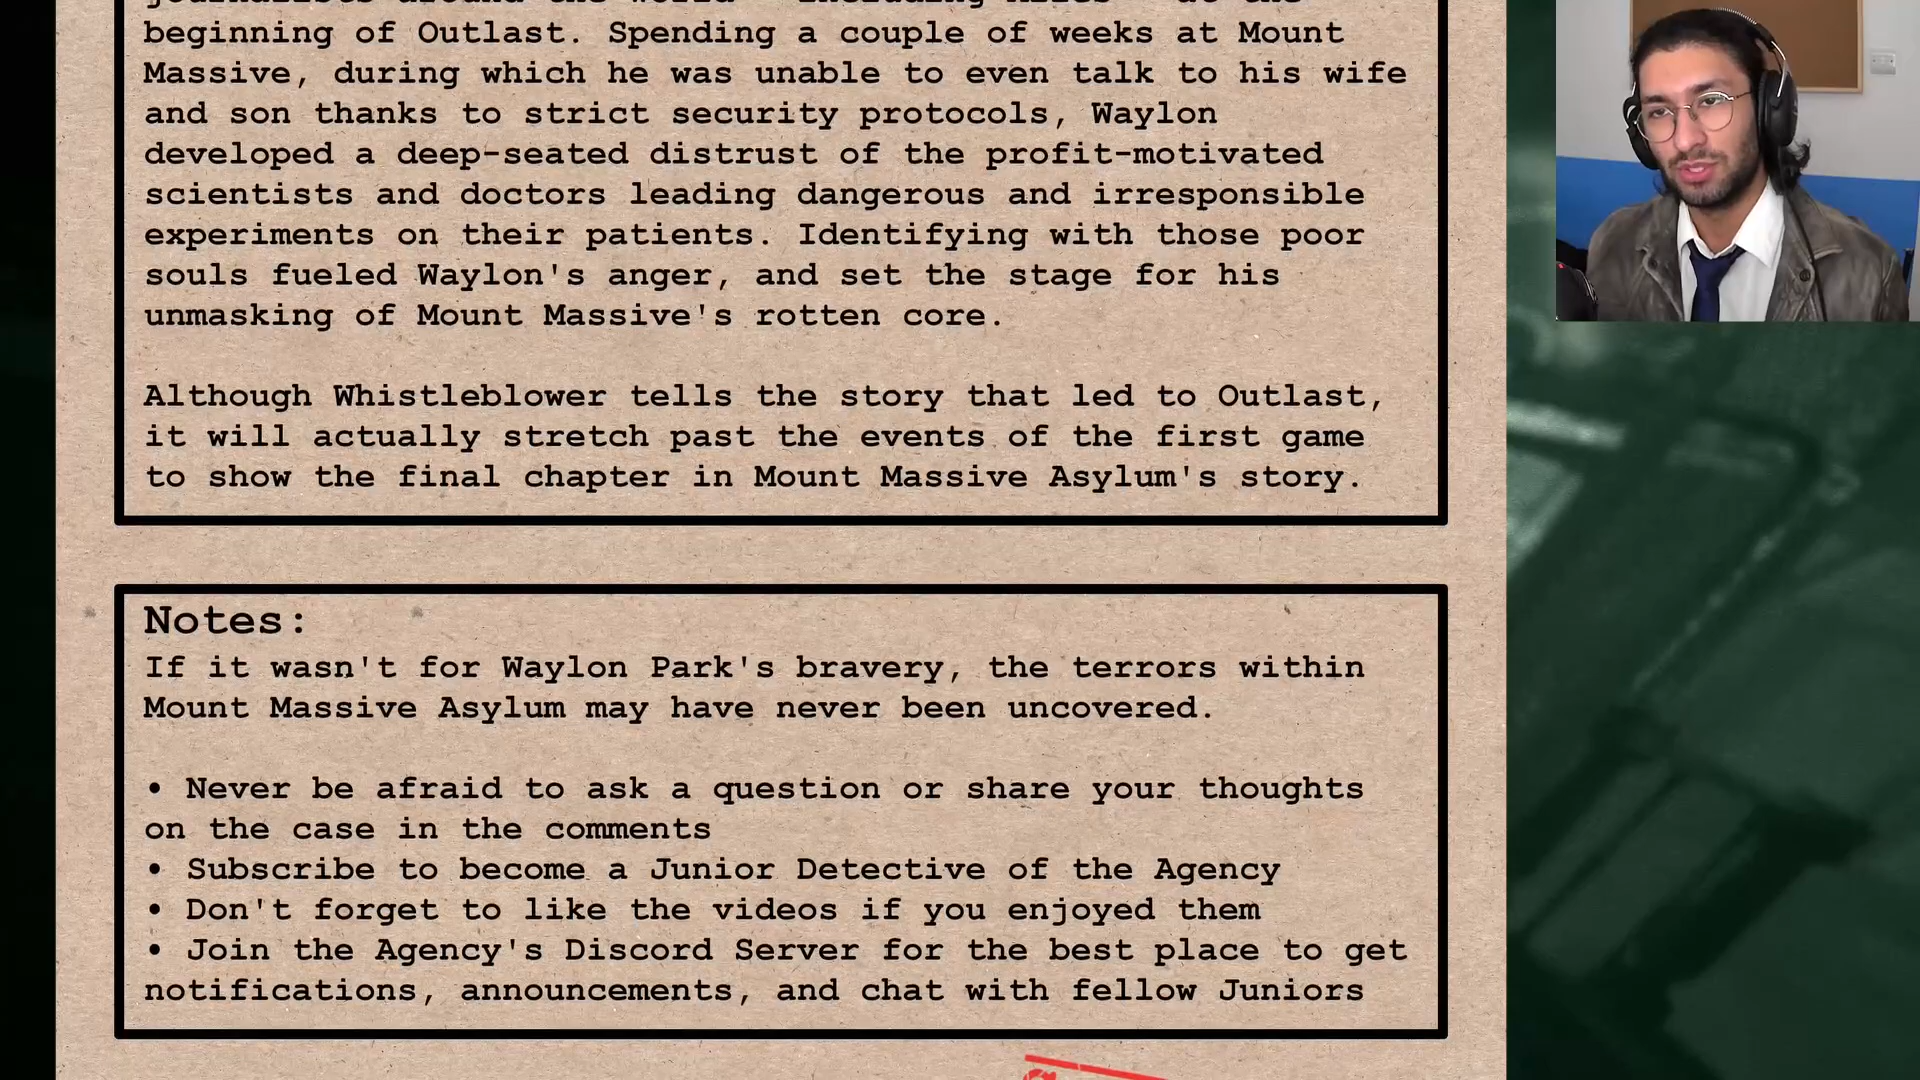 beginning of Outlast. Spending a couple of weeks at Mount
Massive, during which he was unable to even talk to his wife
and son thanks to strict security protocols, Waylon
developed a deep-seated distrust of the profit-motivated
scientists and doctors leading dangerous and irresponsible
experiments on their patients. Identifying with those poor
souls fueled Waylon's anger, and set the stage for his
unmasking of Mount Massive's rotten core.
Although Whistleblower tells the story that led to Outlast,
it will actually stretch past the events of the first game
to show the final chapter in Mount Massive Asylum's story.
Notes:
If it wasn't for Waylon Park's bravery, the terrors within
Mount Massive Asylum may have never been uncovered.
• Never be afraid to ask a question or share your thoughts
on the case in the comments
• Subscribe to become a Junior Detective of the Agency
• Don't forget to like the videos if you enjoyed them
• Join the Agency's Discord Server for the best place to get
notifications, announcements, and chat with fellow Juniors